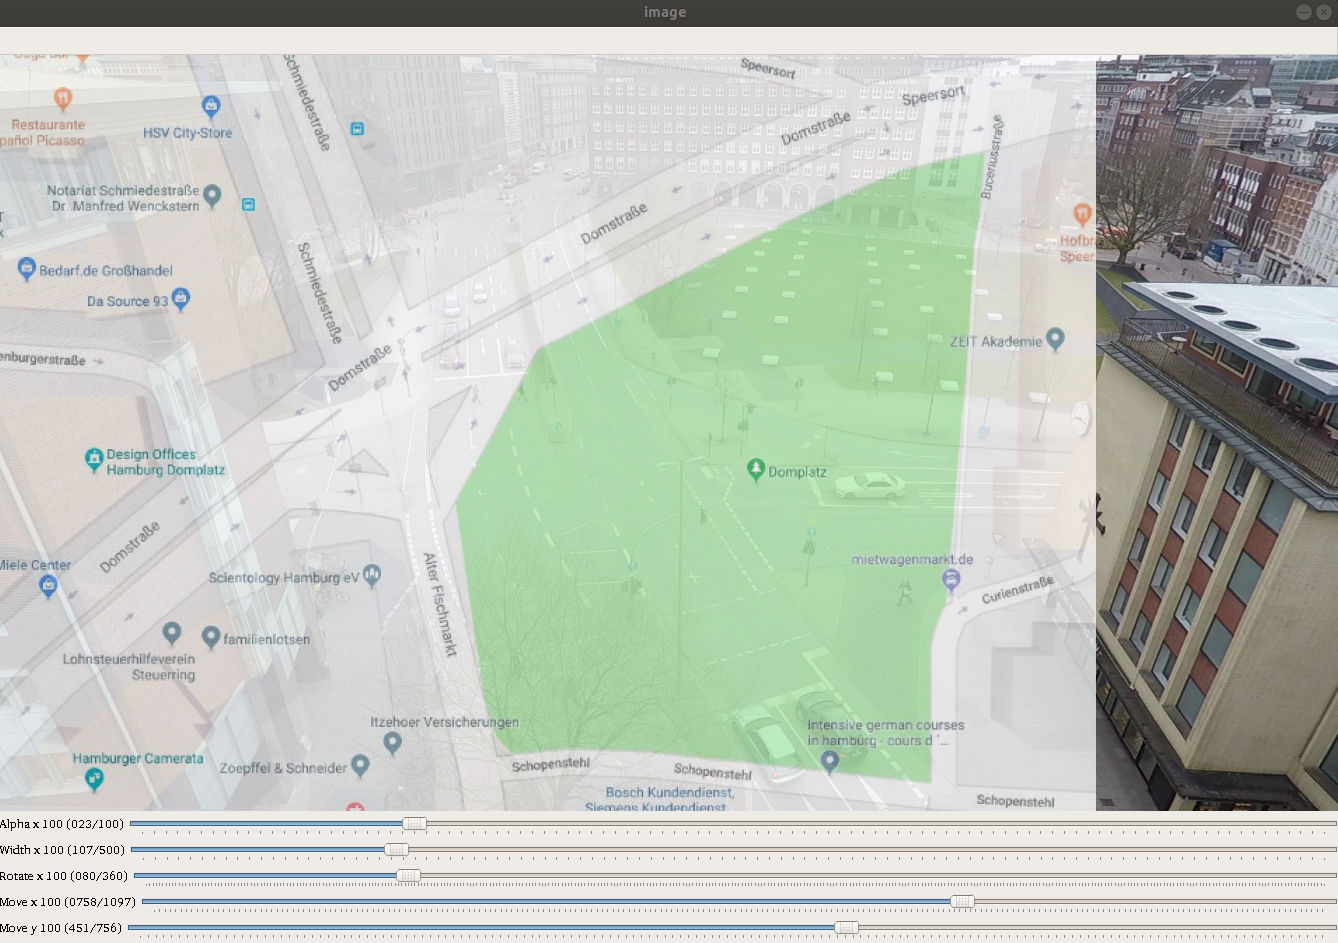 image
Speersort
Speersort
Domstraße
Schmiedestraße
Buceriusstraße
Restaurante
pañol Picasso
HSV City-Store
Notariat Schmiedestraße
Dr. Manfred Wenckstern
Domstraße
Hofbr
Speer
Bedarf.de Großhandel
Da Source 93
Schmiedestraße
enburgerstraße
Domstraße
ZEIT Akademie
Design Offices
Hamburg Domplatz
Domplatz
Domstraße
Miele Center
Scientology Hamburg eV
Alter Fischmarkt
mietwagenmarkt.de
Curienstraße
familienlotsen
Lohnsteuerhilfeverein
Steuerring
Itzehoer Versicherungen
intensive german courses
in hamburg - cours d´...
Hamburger Camerata
Zoepffel & Schneider
Schopenstehl
Schopenstehl
Bosch Kundendienst,
Siemens Kundendienst
Schopenstehl
Alpha x 100 (023/100)
Width x 100 (107/500)
Rotate x 100 (080/360)
Move x 100 (0758/1097)
Move y 100 (451/756)